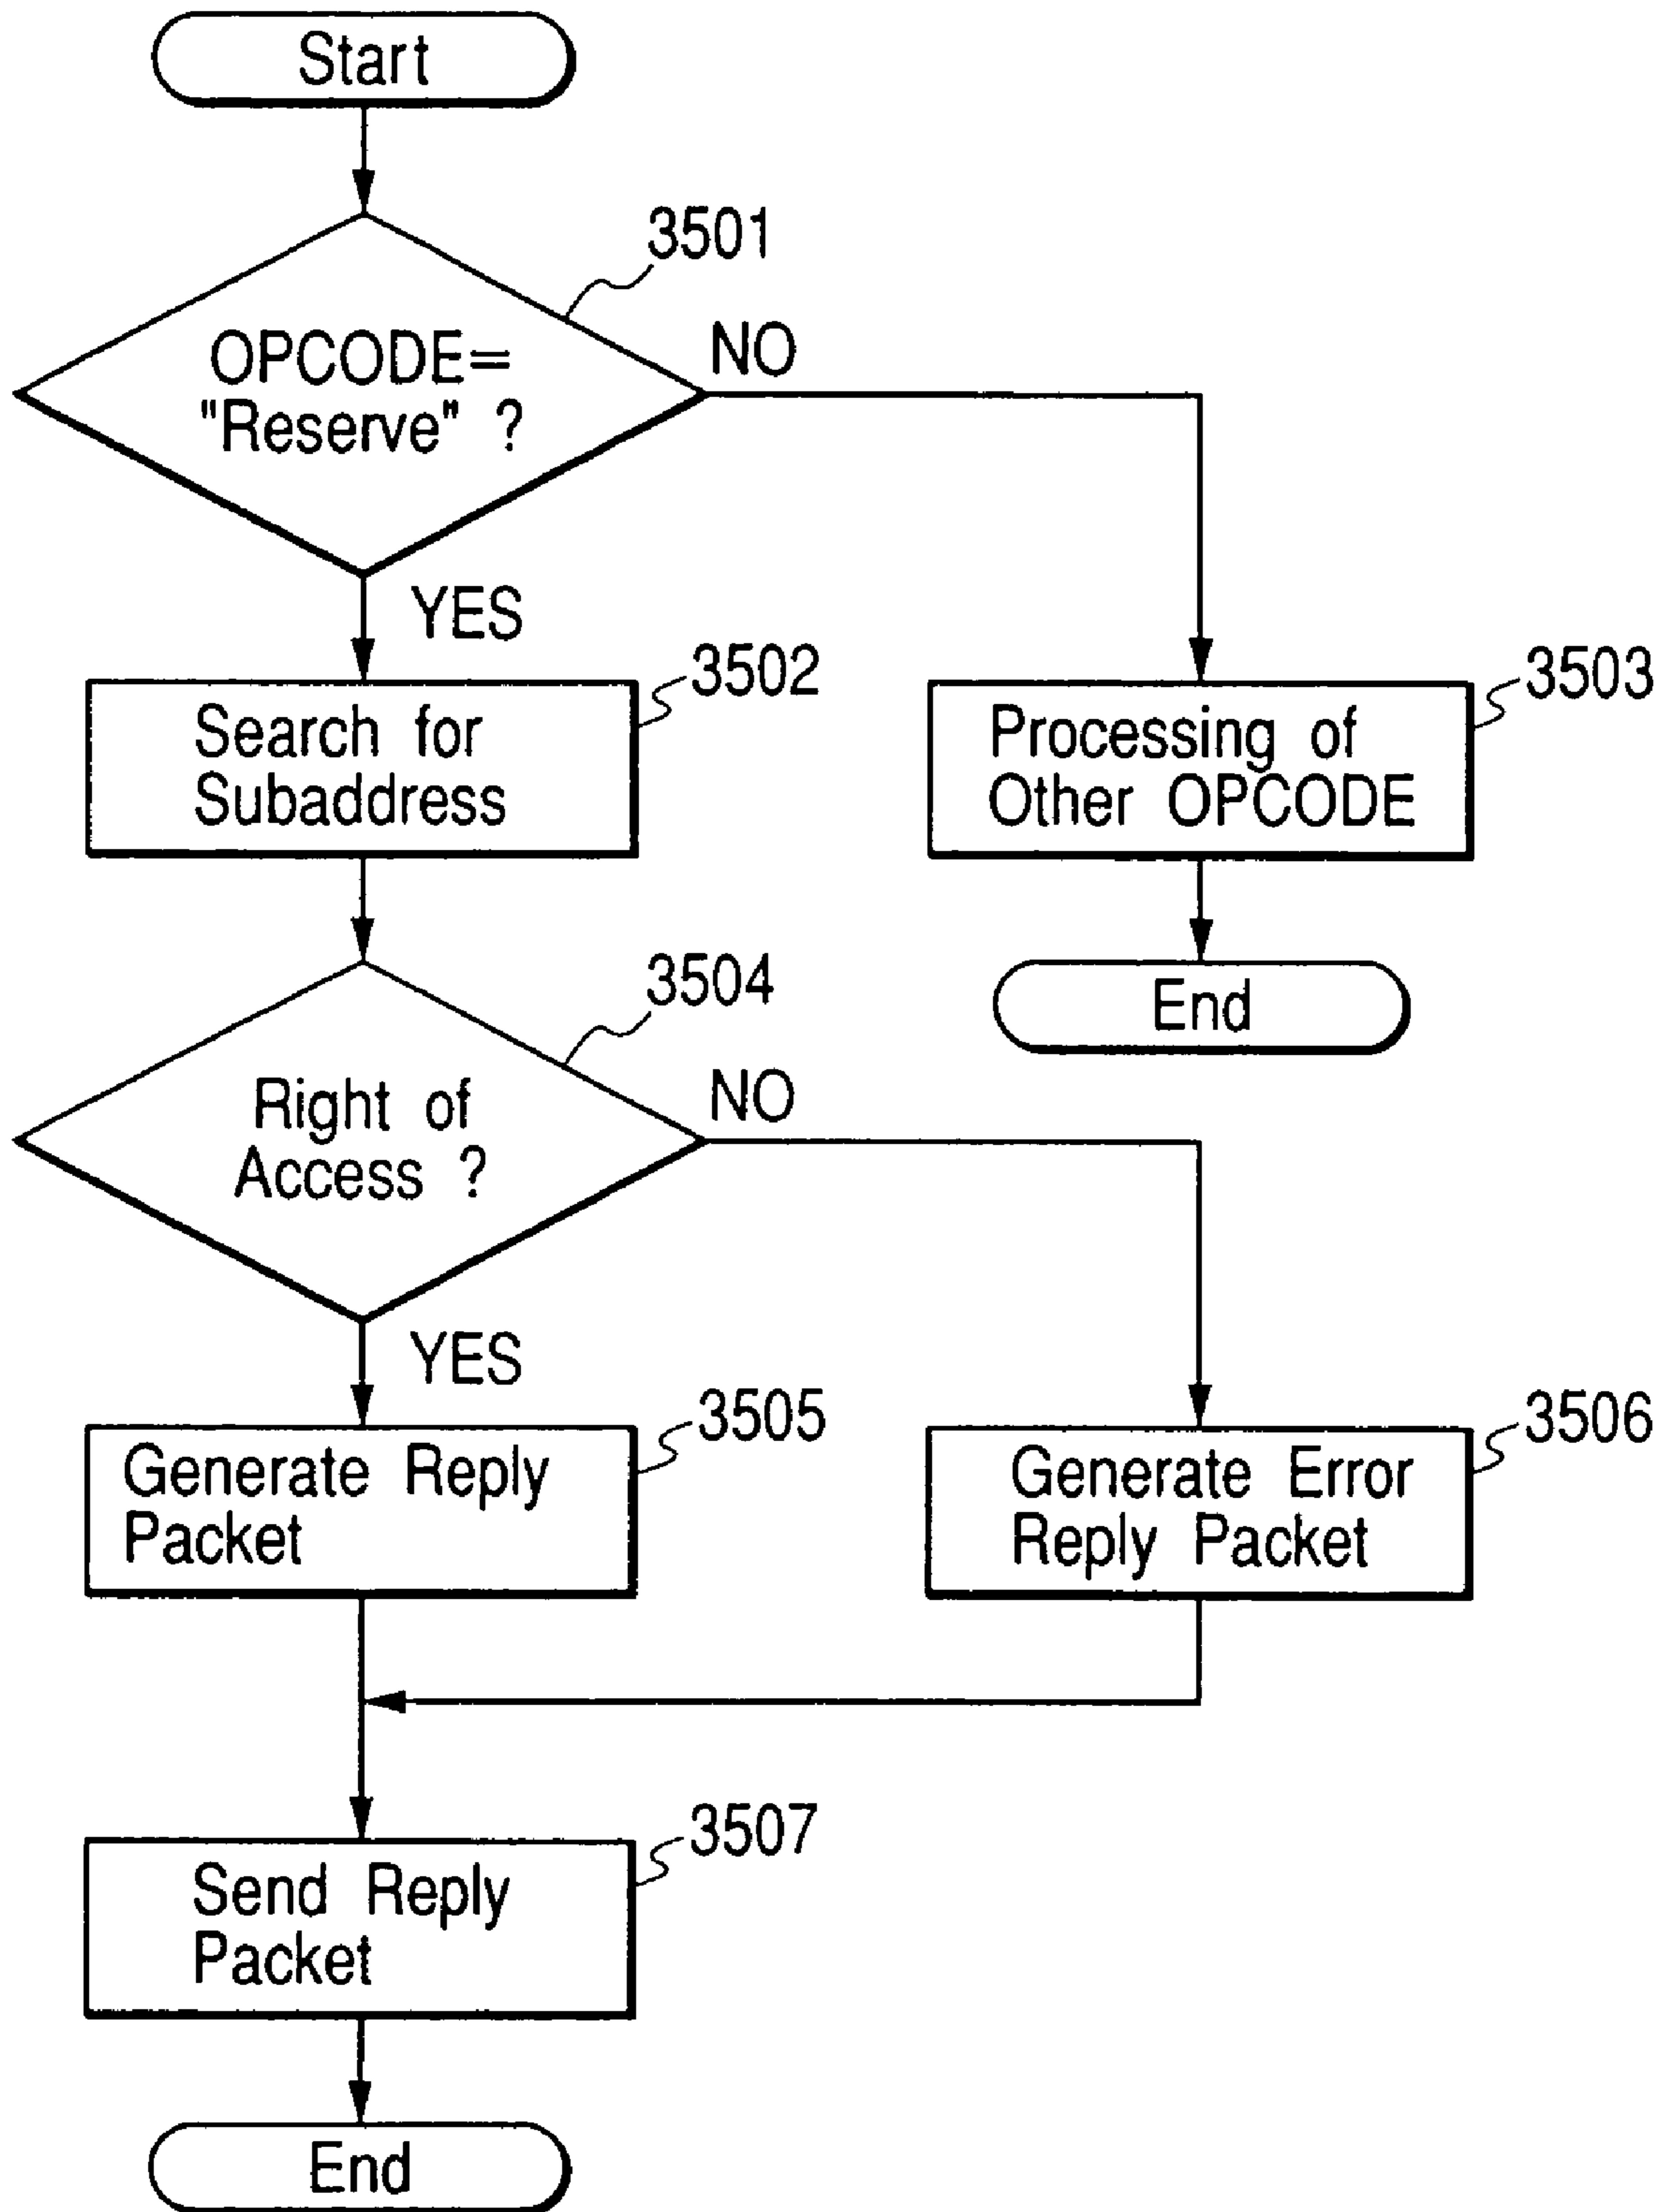 Start
3501
OPCODE=
"Reserve" ?
NO
YES
3502
Search for
Subaddress
3503
Processing of
Other OPCODE
End
3504
Right of
Access ?
NO
YES
3505
Generate Reply
Packet
3506
Generate Error
Reply Packet
3507
Send Reply
Packet
End